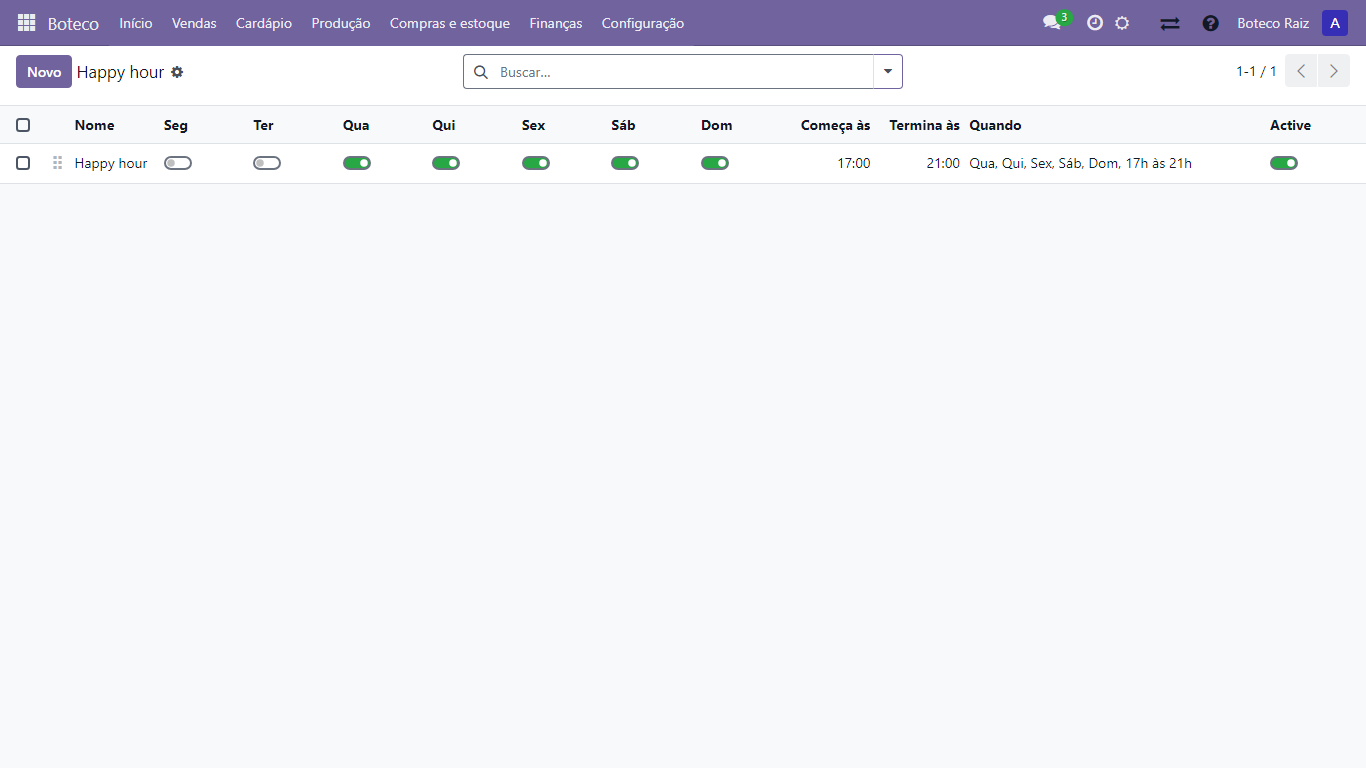 Boteco Início Vendas Cardápio Produção Compras e estoque Finanças Configuração 3 Boteco Raiz A
Novo Happy hour Buscar... 1-1 / 1
Nome Seg Ter Qua Qui Sex Sáb Dom Começa às Termina às Quando Active
Happy hour 17:00 21:00 Qua, Qui, Sex, Sáb, Dom, 17h às 21h